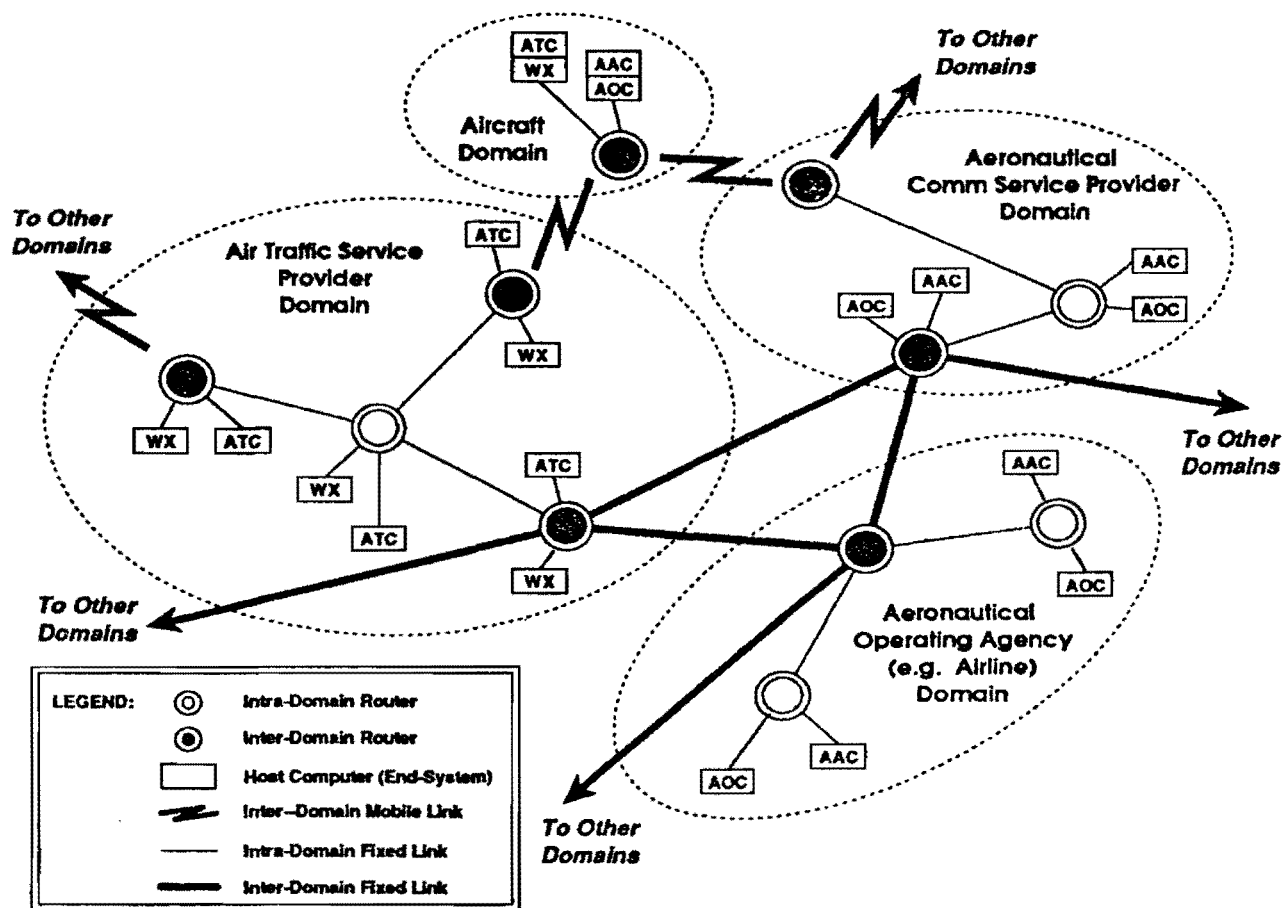 ATC
WX
AAC
AOC
To Other
Domains
Aircraft
Domain
Aeronautical
Comm Service Provider
Domain
To Other
Domains
Air Traffic Service
Provider
Domain
ATC
WX
AAC
AOC
AAC
AOC
WX
ATC
WX
ATC
ATC
WX
To Other
Domains
AAC
AOC
To Other
Domains
Aeronautical
Operating Agency
(e.g. Airline)
Domain
AOC
AAC
To Other
Domains
LEGEND:
Intra-Domain Router
Inter-Domain Router
Host Computer (End-System)
Inter--Domain Mobile Link
Intra-Domain Fixed Link
Inter-Domain Fixed Link